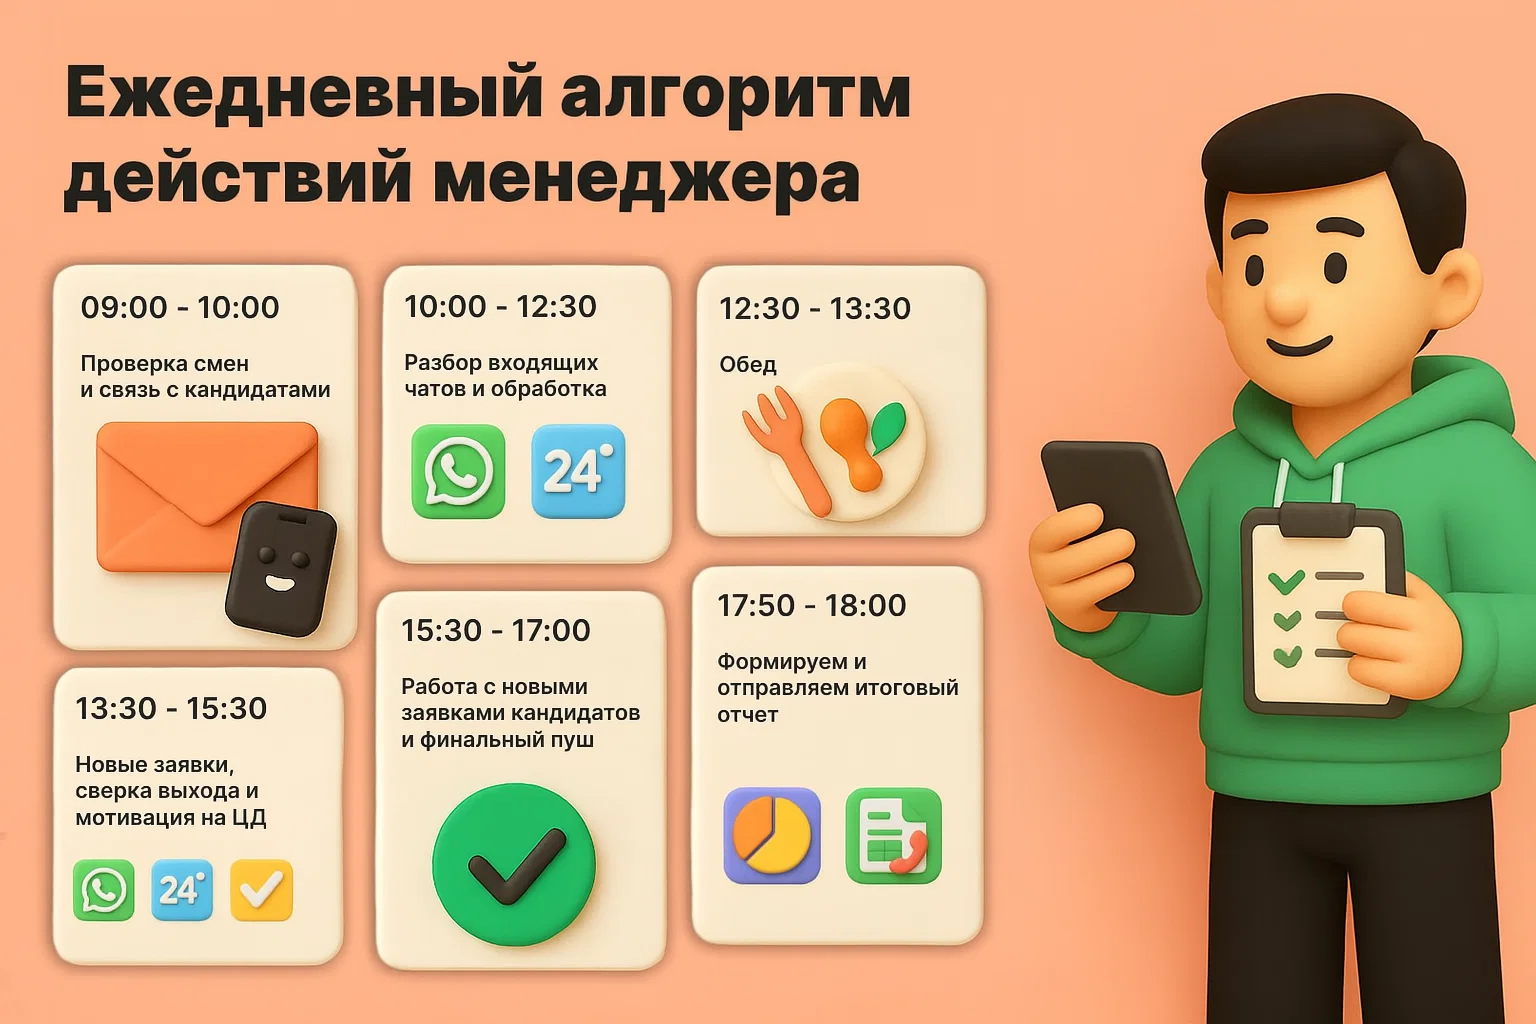 Ежедневный алгоритм
действий менеджера
09:00 - 10:00
Проверка смен
и связь с кандидатами
10:00 - 12:30
Разбор входящих
чатов и обработка
24
12:30 - 13:30
Обед
13:30 - 15:30
Новые заявки,
сверка выхода и
мотивация на ЦД
24
15:30 - 17:00
Работа с новыми
заявками кандидатов
и финальный пуш
17:50 - 18:00
Формируем и
отправляем итоговый
отчет